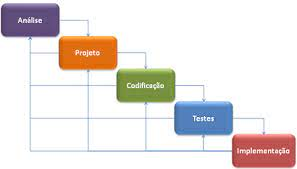 Análise
Projeto
Codificação
Testes
Implementação